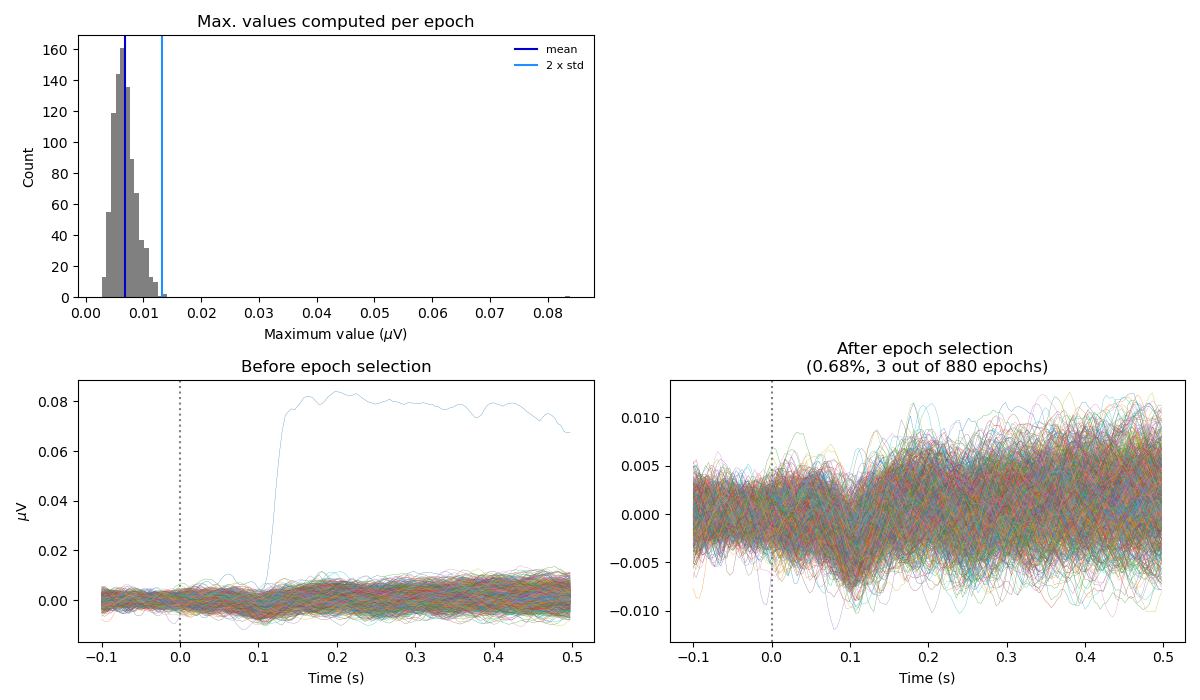 Max. values computed per epoch
160
140
120
100
80
60
40
20
0
Count
mean
2 x std
0.00 0.01 0.02 0.03 0.04 0.05 0.06 0.07 0.08
Maximum value (μV)
Before epoch selection
0.08
0.06
0.04
0.02
0.00
μV
−0.1 0.0 0.1 0.2 0.3 0.4 0.5
Time (s)
After epoch selection
(0.68%, 3 out of 880 epochs)
0.010
0.005
0.000
−0.005
−0.010
−0.1 0.0 0.1 0.2 0.3 0.4 0.5
Time (s)